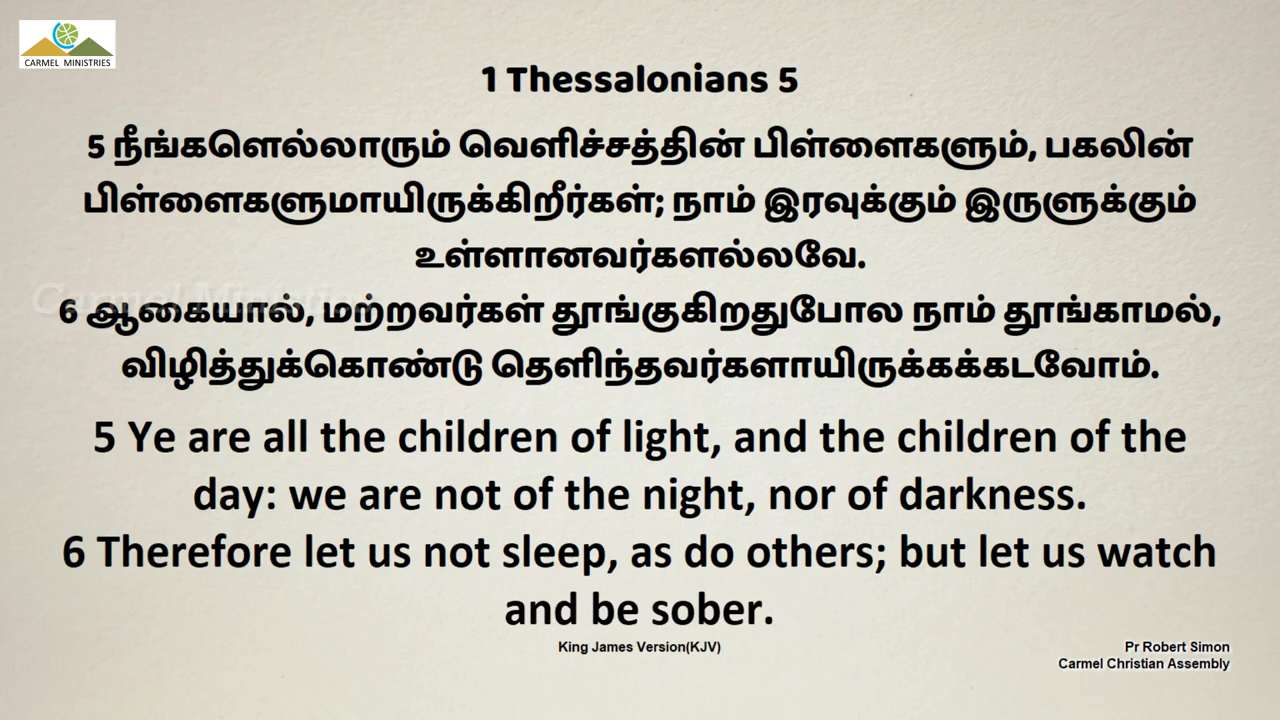 CARMEL MINISTRIES
1 Thessalonians 5
5 நீங்களெல்லாரும் வெளிச்சத்தின் பிள்ளைகளும், பகலின்
பிள்ளைகளுமாயிருக்கிறீர்கள்; நாம் இரவுக்கும் இருளுக்கும்
உள்ளானவர்களல்லவே.
Carmel Ministries
6 ஆகையால், மற்றவர்கள் தூங்குகிறதுபோல நாம் தூங்காமல்,
விழித்துக்கொண்டு தெளிந்தவர்களாயிருக்கக்கடவோம்.
5 Ye are all the children of light, and the children of the
day: we are not of the night, nor of darkness.
6 Therefore let us not sleep, as do others; but let us watch
and be sober.
King James Version(KJV)
Pr Robert Simon
Carmel Christian Assembly